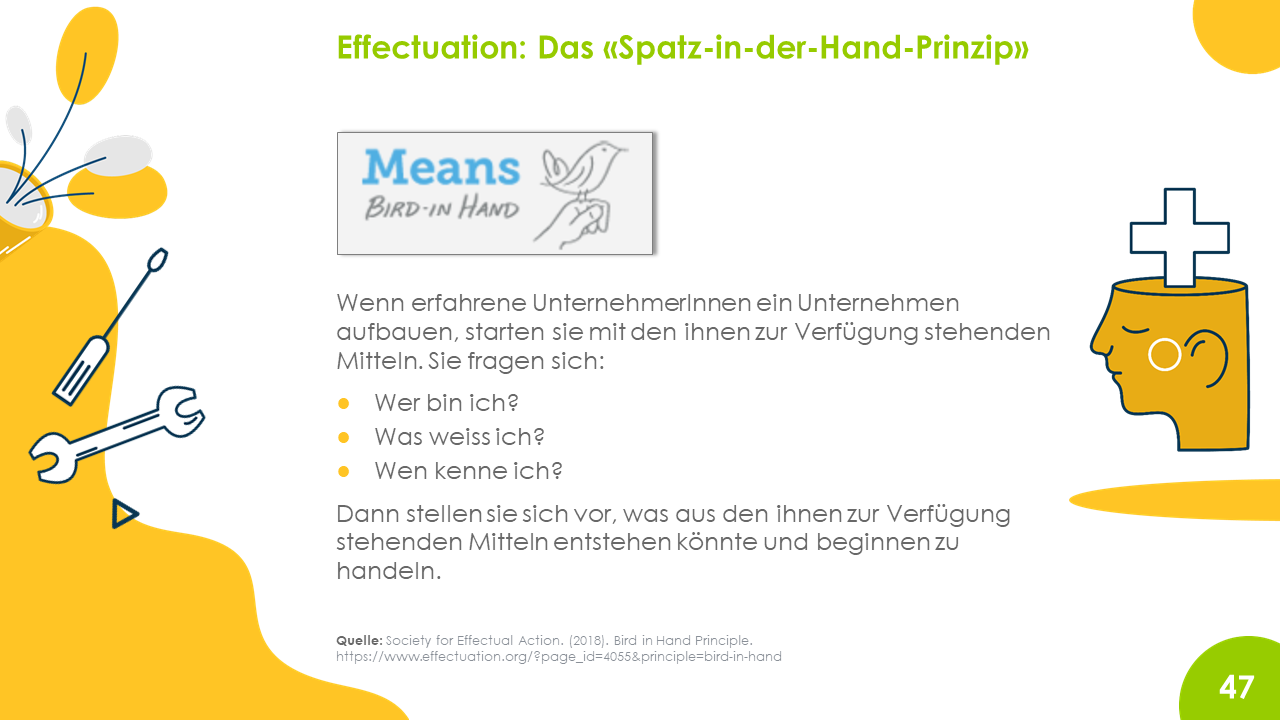 Effectuation: Das «Spatz-in-der-Hand-Prinzip»
Means
Bird-in Hand
Wenn erfahrene UnternehmerInnen ein Unternehmen
aufbauen, starten sie mit den ihnen zur Verfügung stehenden
Mitteln. Sie fragen sich:
● Wer bin ich?
● Was weiss ich?
● Wen kenne ich?
Dann stellen sie sich vor, was aus den ihnen zur Verfügung
stehenden Mitteln entstehen könnte und beginnen zu
handeln.
Quelle: Society for Effectual Action. (2018). Bird in Hand Principle.
https://www.effectuation.org/?page_id=4055&principle=bird-in-hand
47